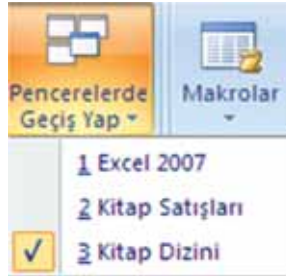 Pencerelerde
Geçiş Yap
Makrolar
1 Excel 2007
2 Kitap Satışları
3 Kitap Dizini